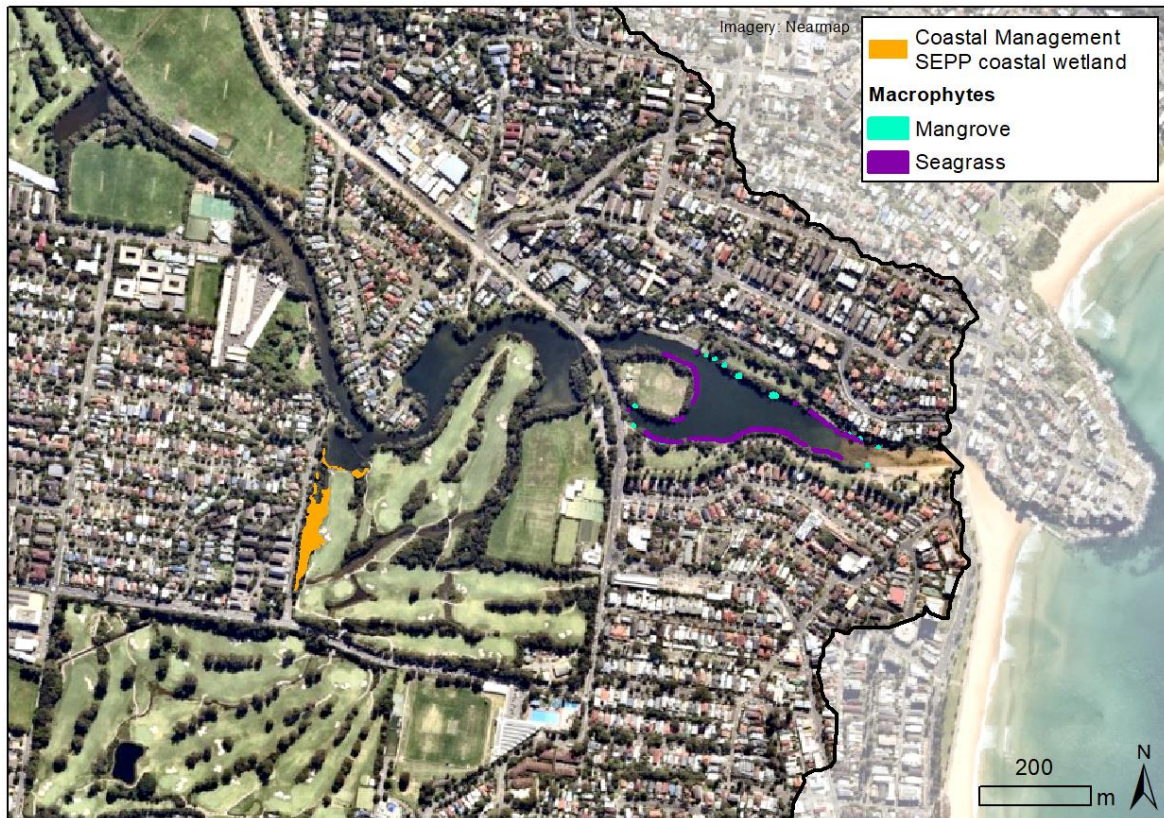 Imagery: Nearmap
Coastal Management
SEPP coastal wetland
Macrophytes
Mangrove
Seagrass
N
200
m